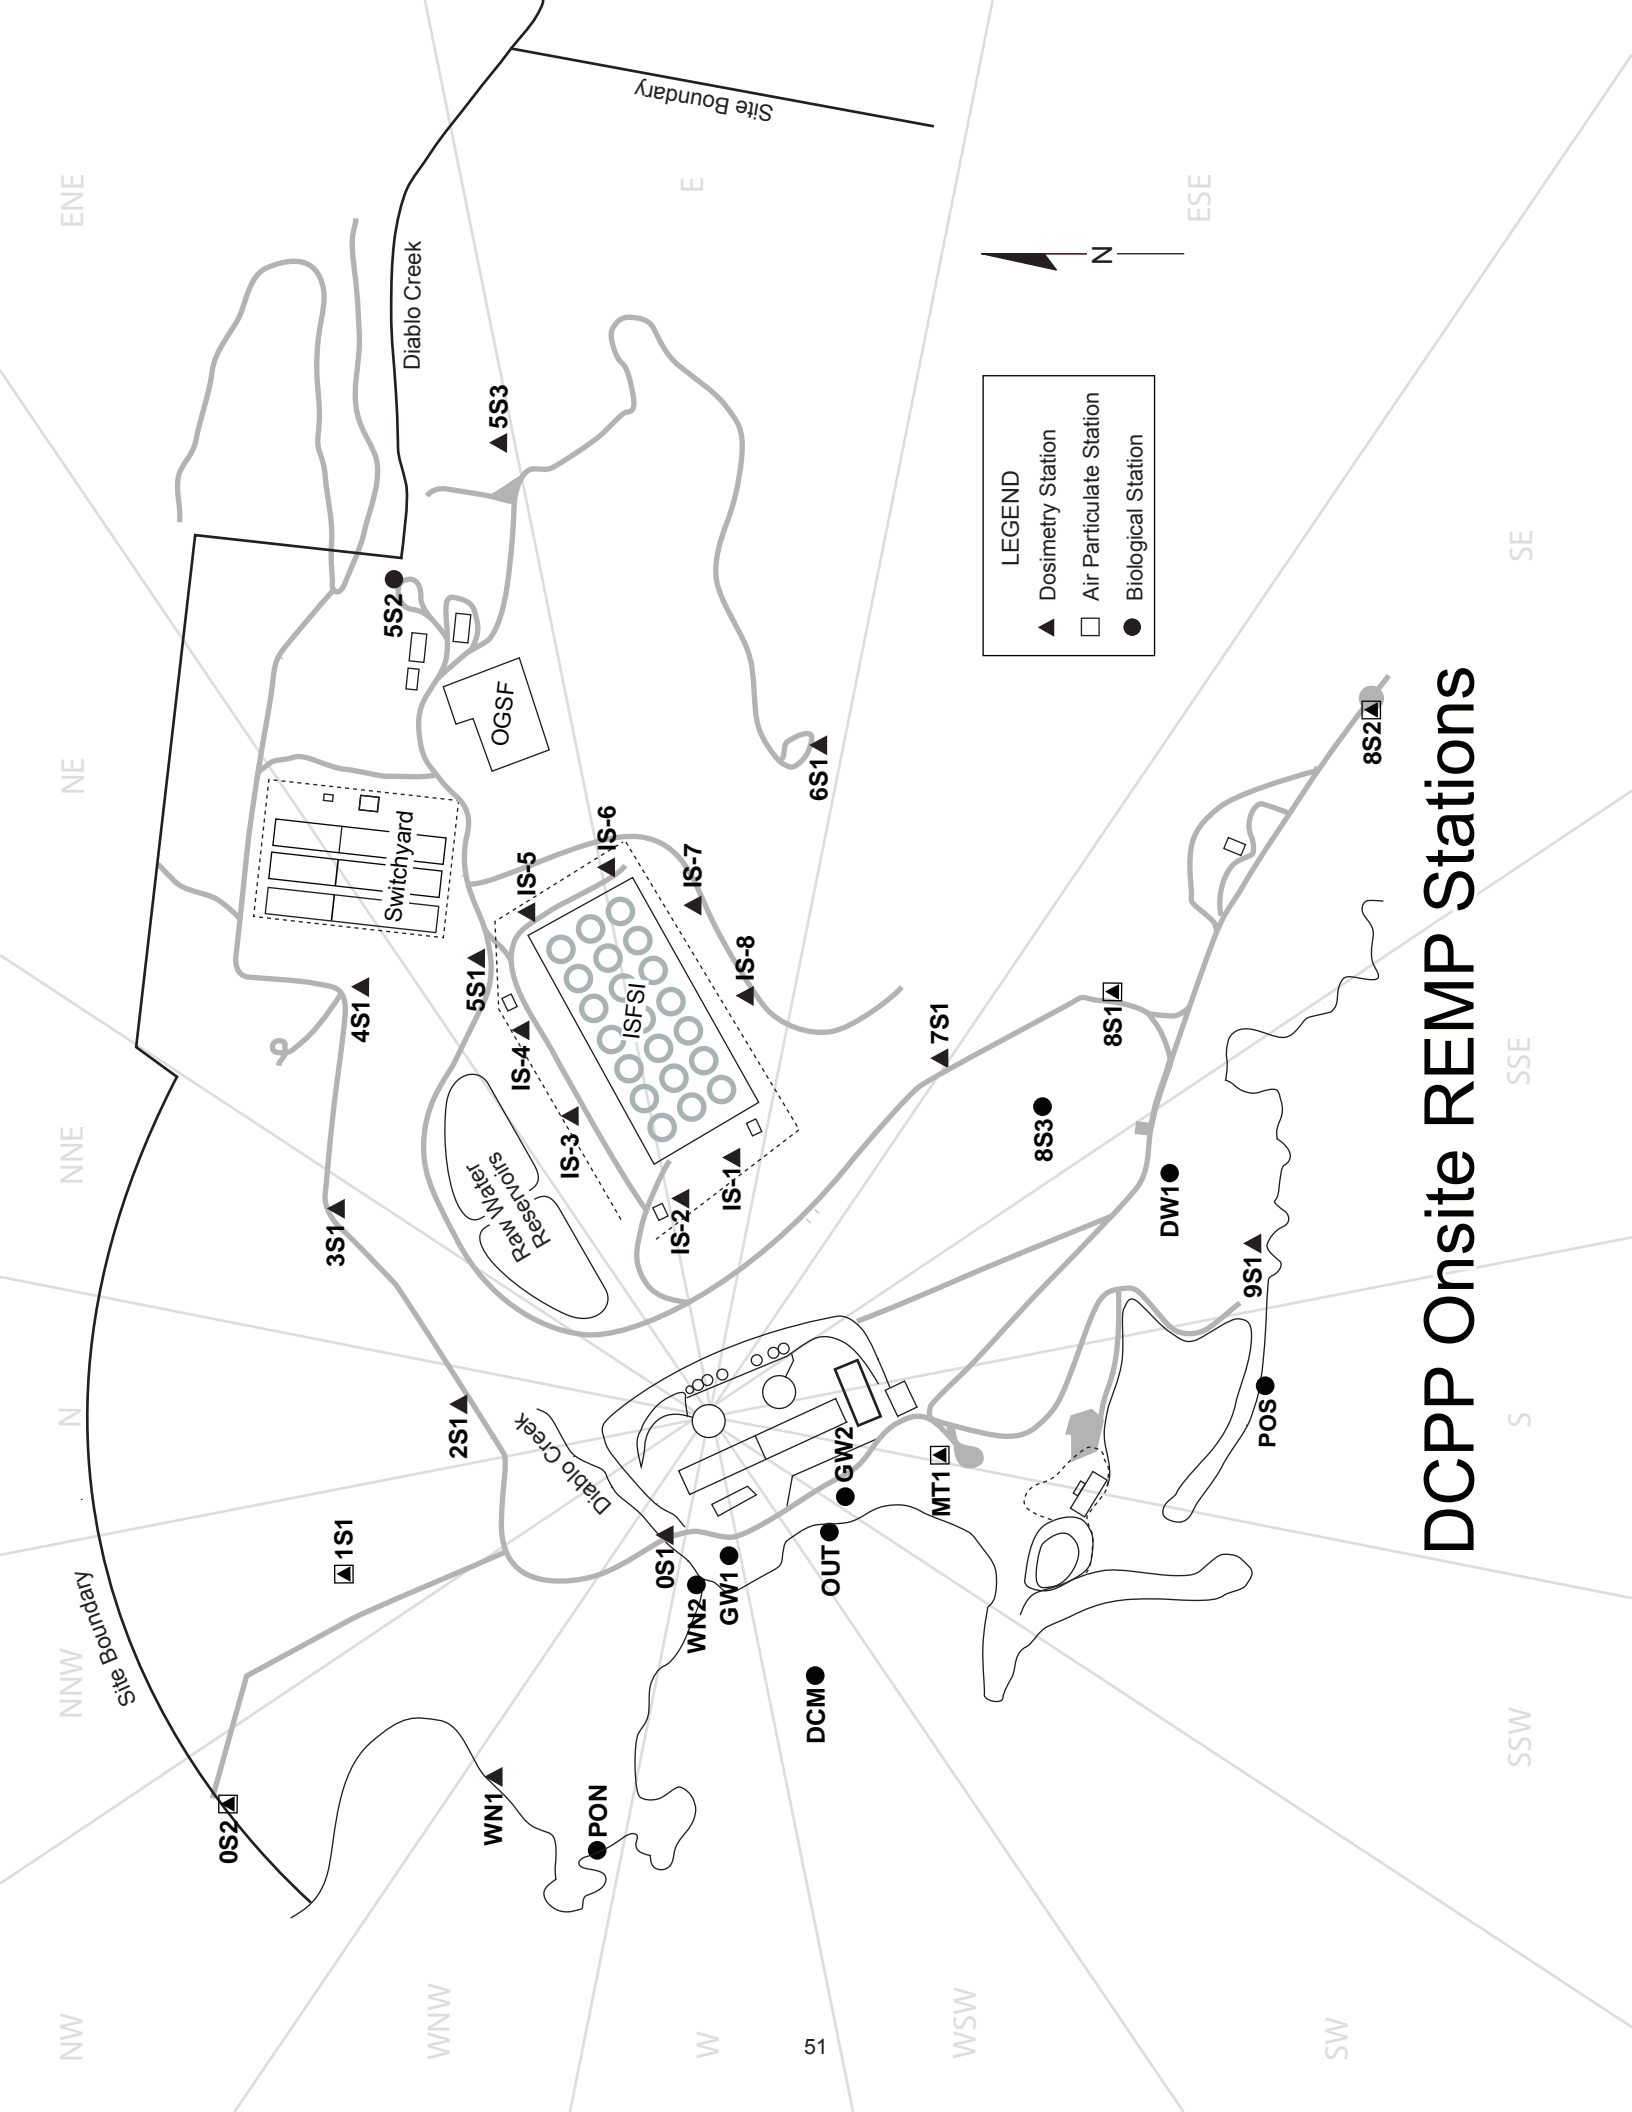 NW
NNW
N
NNE
NE
ENE
Site Boundary
0S2
1S1
3S1
4S1
Switchyard
5S2
Diablo Creek
WN1
2S1
Diablo Creek
Raw Water
Reservoirs
5S1
OGSF
5S3
WNW
PON
IS-3
IS-4
IS-5
IS-6
ISFSI
0S1
IS-2
IS-1
IS-7
IS-8
E
Site Boundary
W
WN2
GW1
DCM
OUT
GW2
6S1
WSW
MT1
7S1
8S3
8S1
N
LEGEND
Dosimetry Station
Air Particulate Station
Biological Station
DW1
ESE
9S1
POS
8S2
SW
SSW
S
SSE
SE
DCPP Onsite REMP Stations
51